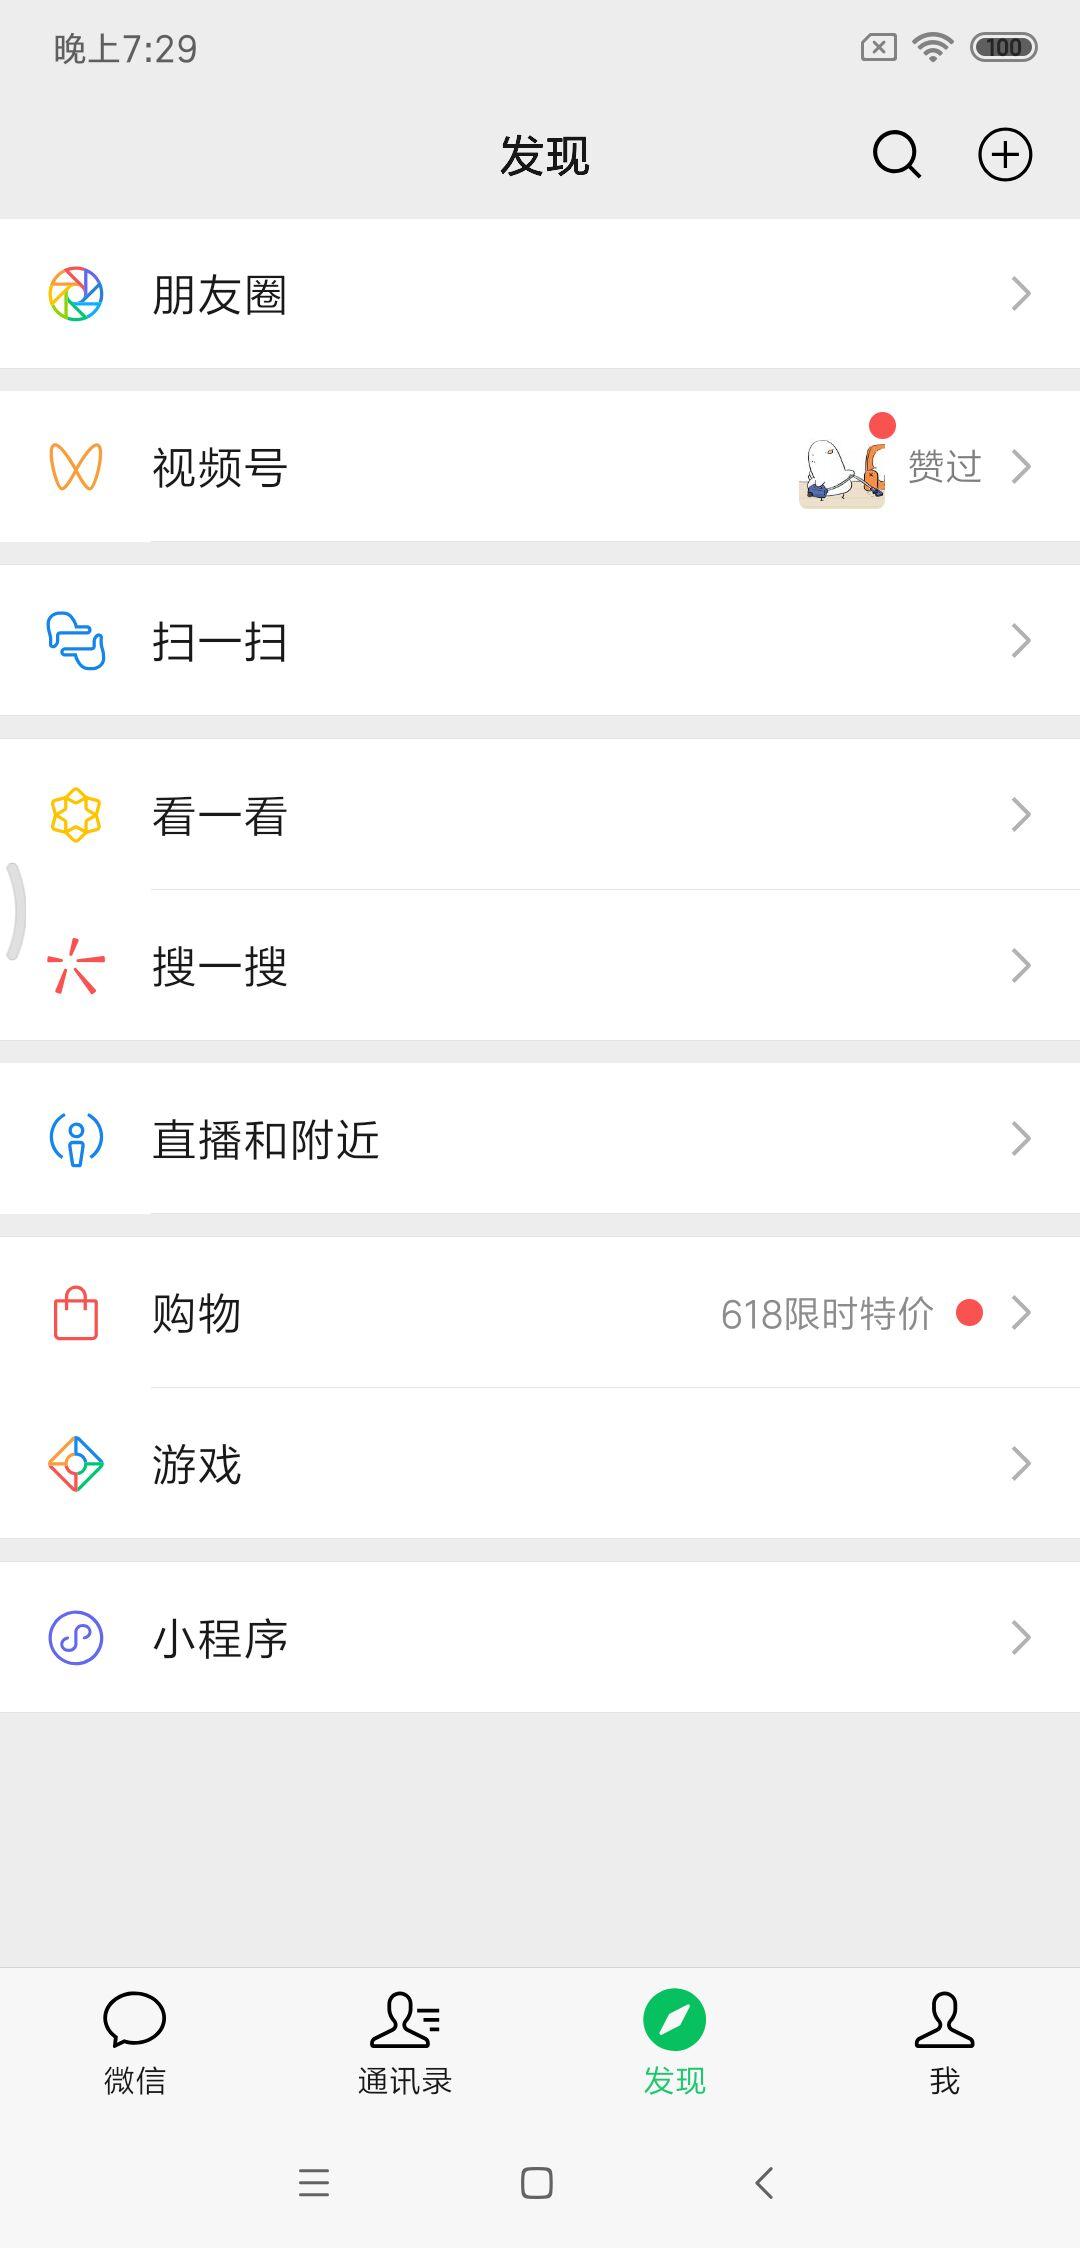 晚上7:29
100
发现
朋友圈
视频号
赞过
扫一扫
看一看
搜一搜
直播和附近
购物
618限时特价
游戏
小程序
微信
通讯录
发现
我